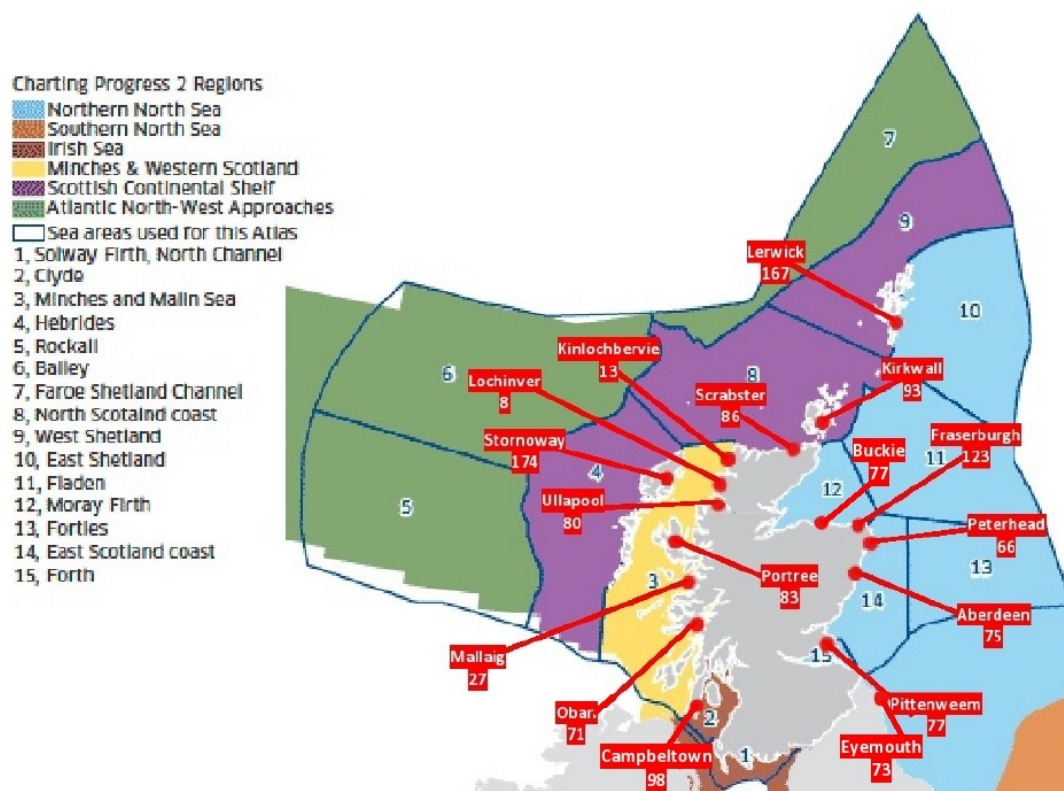 Charting Progress 2 Regions
Northern North Sea
Southern North Sea
Irish Sea
Minches & Western Scotland
Scottish Continental Shelf
Atlantic North-West Approaches
Sea areas used for this Atlas
1, Solway Firth, North Channel
2, Clyde
3, Minches and Malin Sea
4, Hebrides
5, Rockall
6, Bailey
7, Faroe Shetland Channel
8, North Scotalnd coast
9, West Shetland
10, East Shetland
11, Fladen
12, Moray Firth
13, Forties
14, East Scotland coast
15, Forth
7
9
Lerwick
167
10
6
Kinlochbervie
13
8
Lochinver
8
Scrabster
86
Kirkwall
93
Stornoway
174
4
Buckie
77
Fraserburgh
123
11
12
Ullapool
80
5
Peterhead
66
3
Portree
83
13
14
Aberdeen
75
15
Mallaig
27
Oban
71
2
Pittenweem
77
Campbeltown
98
1
Eyemouth
73